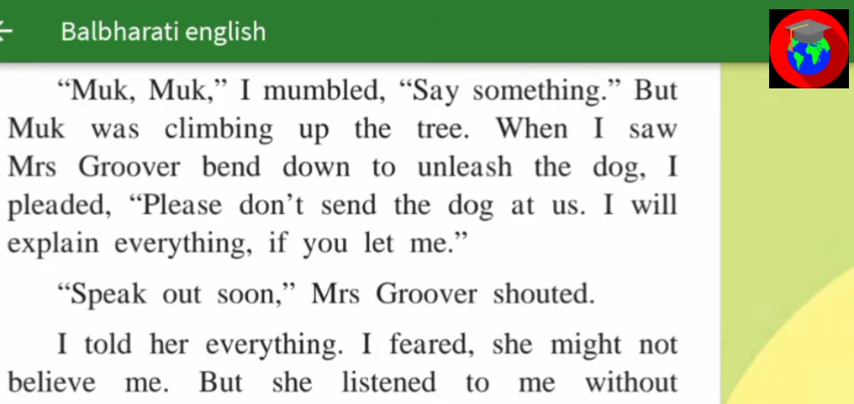 Balbharati english
“Muk, Muk,” I mumbled, “Say something.” But
Muk was climbing up the tree. When I saw
Mrs Groover bend down to unleash the dog, I
pleaded, “Please don’t send the dog at us. I will
explain everything, if you let me.”
“Speak out soon,” Mrs Groover shouted.
I told her everything. I feared, she might not
believe me. But she listened to me without